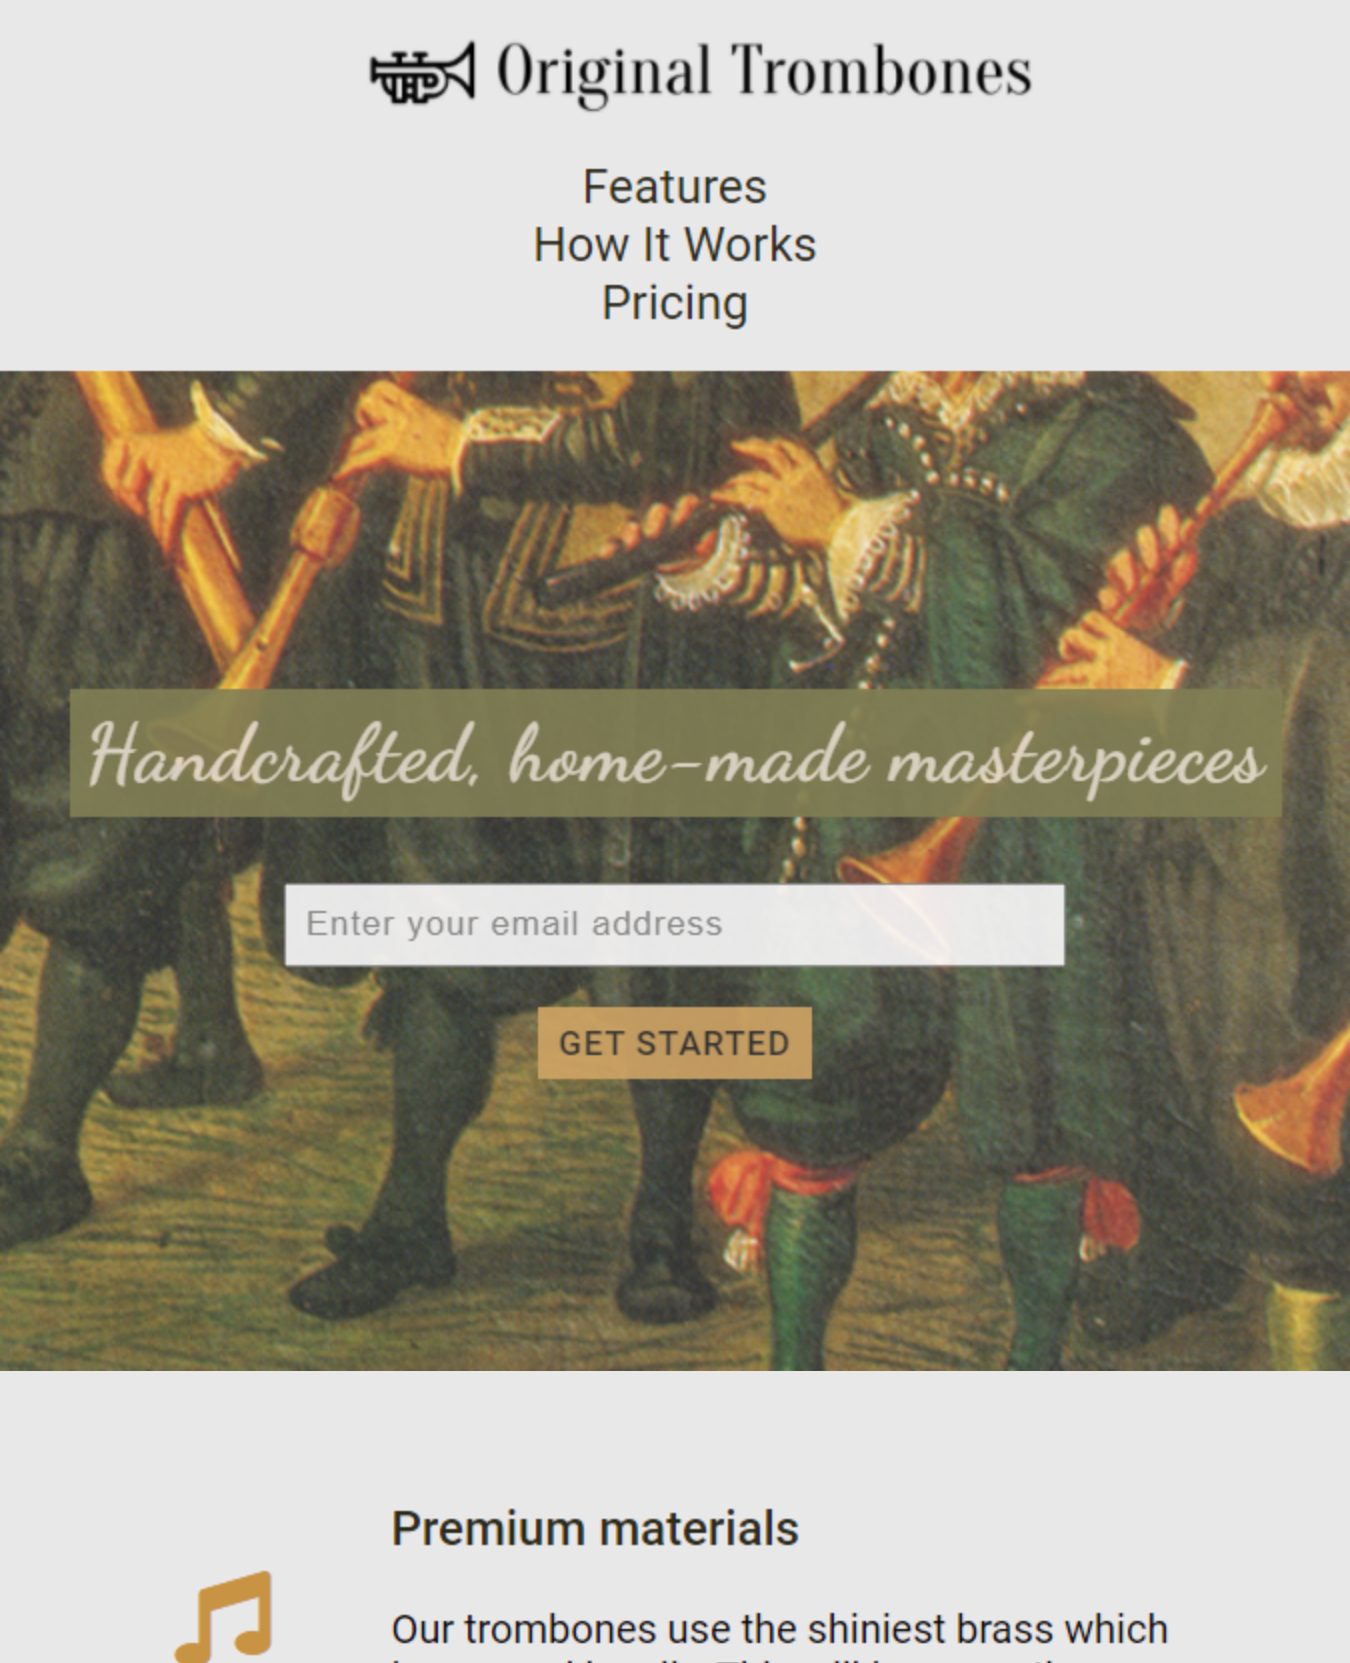 Original Trombones
Features
How It Works
Pricing
Handcrafted, home-made masterpieces
Enter your email address
GET STARTED
Premium materials
Our trombones use the shiniest brass which